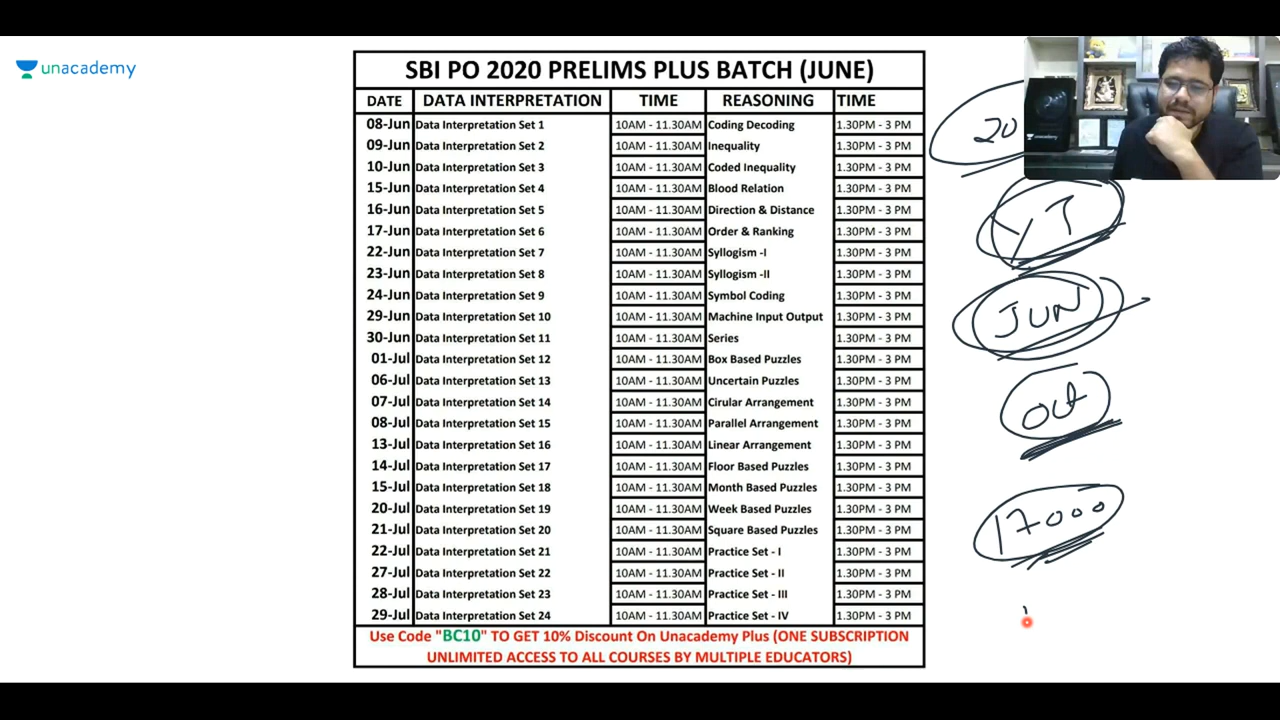 unacademy
SBI PO 2020 PRELIMS PLUS BATCH (JUNE)
DATE DATA INTERPRETATION TIME REASONING TIME
08-Jun Data Interpretation Set 1 10AM - 11.30AM Coding Decoding 1.30PM - 3 PM
09-Jun Data Interpretation Set 2 10AM - 11.30AM Inequality 1.30PM - 3 PM
10-Jun Data Interpretation Set 3 10AM - 11.30AM Coded Inequality 1.30PM - 3 PM
15-Jun Data Interpretation Set 4 10AM - 11.30AM Blood Relation 1.30PM - 3 PM
16-Jun Data Interpretation Set 5 10AM - 11.30AM Direction & Distance 1.30PM - 3 PM
17-Jun Data Interpretation Set 6 10AM - 11.30AM Order & Ranking 1.30PM - 3 PM
22-Jun Data Interpretation Set 7 10AM - 11.30AM Syllogism -I 1.30PM - 3 PM
23-Jun Data Interpretation Set 8 10AM - 11.30AM Syllogism -II 1.30PM - 3 PM
24-Jun Data Interpretation Set 9 10AM - 11.30AM Symbol Coding 1.30PM - 3 PM
29-Jun Data Interpretation Set 10 10AM - 11.30AM Machine Input Output 1.30PM - 3 PM
30-Jun Data Interpretation Set 11 10AM - 11.30AM Series 1.30PM - 3 PM
01-Jul Data Interpretation Set 12 10AM - 11.30AM Box Based Puzzles 1.30PM - 3 PM
06-Jul Data Interpretation Set 13 10AM - 11.30AM Uncertain Puzzles 1.30PM - 3 PM
07-Jul Data Interpretation Set 14 10AM - 11.30AM Cirular Arrangement 1.30PM - 3 PM
08-Jul Data Interpretation Set 15 10AM - 11.30AM Parallel Arrangement 1.30PM - 3 PM
13-Jul Data Interpretation Set 16 10AM - 11.30AM Linear Arrangement 1.30PM - 3 PM
14-Jul Data Interpretation Set 17 10AM - 11.30AM Floor Based Puzzles 1.30PM - 3 PM
15-Jul Data Interpretation Set 18 10AM - 11.30AM Month Based Puzzles 1.30PM - 3 PM
20-Jul Data Interpretation Set 19 10AM - 11.30AM Week Based Puzzles 1.30PM - 3 PM
21-Jul Data Interpretation Set 20 10AM - 11.30AM Square Based Puzzles 1.30PM - 3 PM
22-Jul Data Interpretation Set 21 10AM - 11.30AM Practice Set - I 1.30PM - 3 PM
27-Jul Data Interpretation Set 22 10AM - 11.30AM Practice Set - II 1.30PM - 3 PM
28-Jul Data Interpretation Set 23 10AM - 11.30AM Practice Set - III 1.30PM - 3 PM
29-Jul Data Interpretation Set 24 10AM - 11.30AM Practice Set - IV 1.30PM - 3 PM
Use Code "BC10" TO GET 10% Discount On Unacademy Plus (ONE SUBSCRIPTION
UNLIMITED ACCESS TO ALL COURSES BY MULTIPLE EDUCATORS)
20
YT
JUN
Oct
17000
unacademy